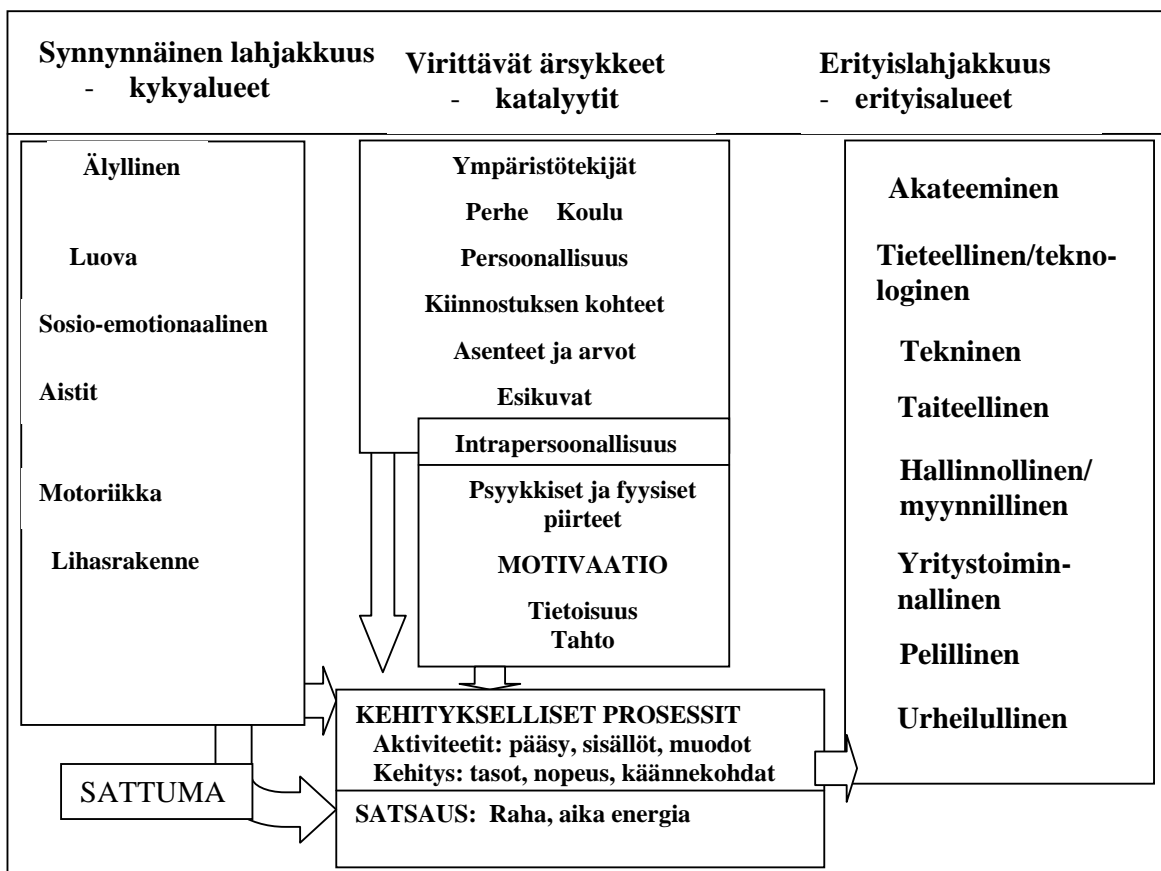 Synnynnäinen lahjakkuus
- kykyalueet
Virittävät ärsykkeet
- katalyytit
Erityislahjakkuus
- erityisalueet
Älyllinen
Luova
Sosio-emotionaalinen
Aistit
Motoriikka
Lihasrakenne
Ympäristötekijät
Perhe Koulu
Persoonallisuus
Kiinnostuksen kohteet
Asenteet ja arvot
Esikuvat
Intrapersoonallisuus
Psyykkiset ja fyysiset
piirteet
MOTIVAATIO
Tietoisuus
Tahto
Akateeminen
Tieteellinen/tekno-
loginen
Tekninen
Taiteellinen
Hallinnollinen/
myynnillinen
Yritystoimin-
nallinen
Pelillinen
Urheilullinen
SATTUMA
KEHITYKSELLISET PROSESSIT
Aktiviteetit: pääsy, sisällöt, muodot
Kehitys: tasot, nopeus, käännekohdat
SATSAUS: Raha, aika energia